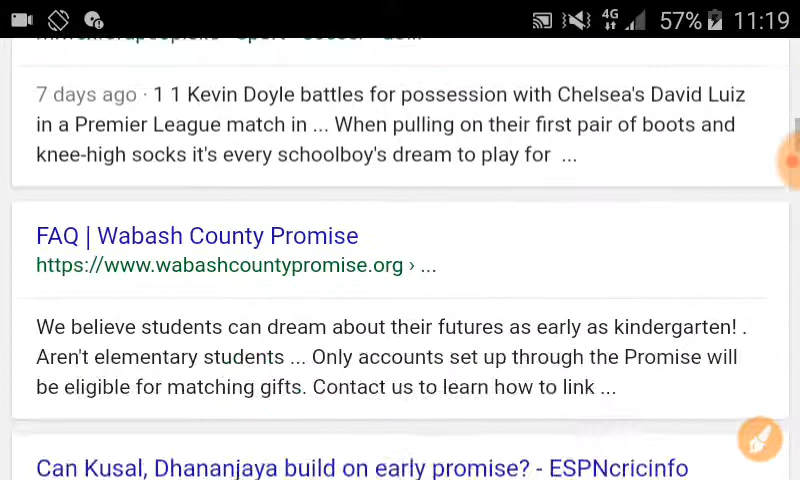 4G 57% 11:19
7 days ago · 1 1 Kevin Doyle battles for possession with Chelsea's David Luiz
in a Premier League match in ... When pulling on their first pair of boots and
knee-high socks it's every schoolboy's dream to play for ...
FAQ | Wabash County Promise
https://www.wabashcountypromise.org › ...
We believe students can dream about their futures as early as kindergarten! .
Aren't elementary students ... Only accounts set up through the Promise will
be eligible for matching gifts. Contact us to learn how to link ...
Can Kusal, Dhananjaya build on early promise? - ESPNcricinfo